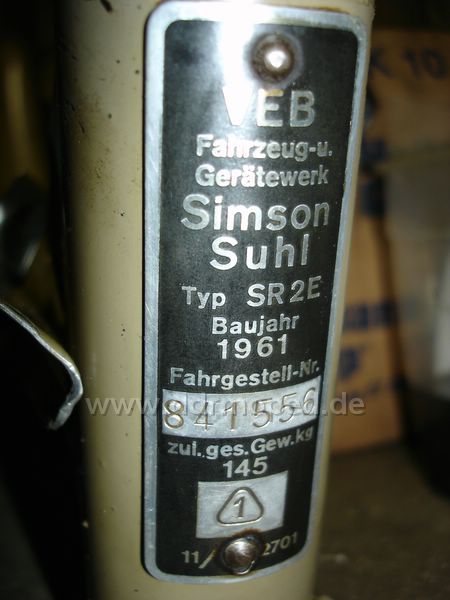 VEB
Fahrzeug-u.
Gerätewerk
Simson
Suhl
Typ SR2E
Baujahr
1961
Fahrgestell-Nr.
841556
zul.ges.Gew.kg
145
1
11/ 2701